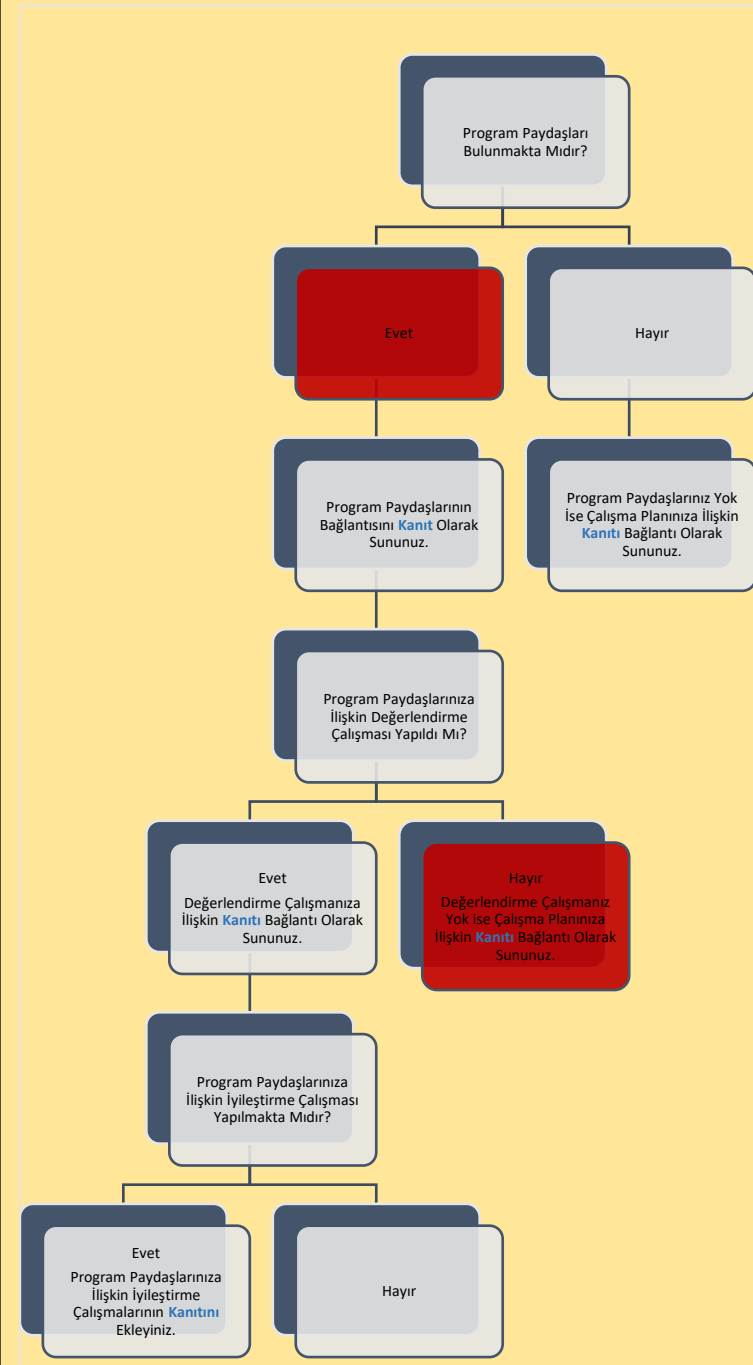 Program Paydaşları
Bulunmakta Mıdır?
Evet
Hayır
Program Paydaşlarının
Bağlantısını Kanıt Olarak
Sununuz.
Program Paydaşlarınız Yok
İse Çalışma Planınıza İlişkin
Kanıtı Bağlantı Olarak
Sununuz.
Program Paydaşlarınıza
İlişkin Değerlendirme
Çalışması Yapıldı Mı?
Evet
Değerlendirme Çalışmanıza
İlişkin Kanıtı Bağlantı Olarak
Sununuz.
Hayır
Değerlendirme Çalışmanız
Yok ise Çalışma Planınıza
İlişkin Kanıtı Bağlantı Olarak
Sununuz.
Program Paydaşlarınıza
İlişkin İyileştirme Çalışması
Yapılmakta Mıdır?
Evet
Program Paydaşlarınıza
İlişkin İyileştirme
Çalışmalarının Kanıtını
Ekleyiniz.
Hayır